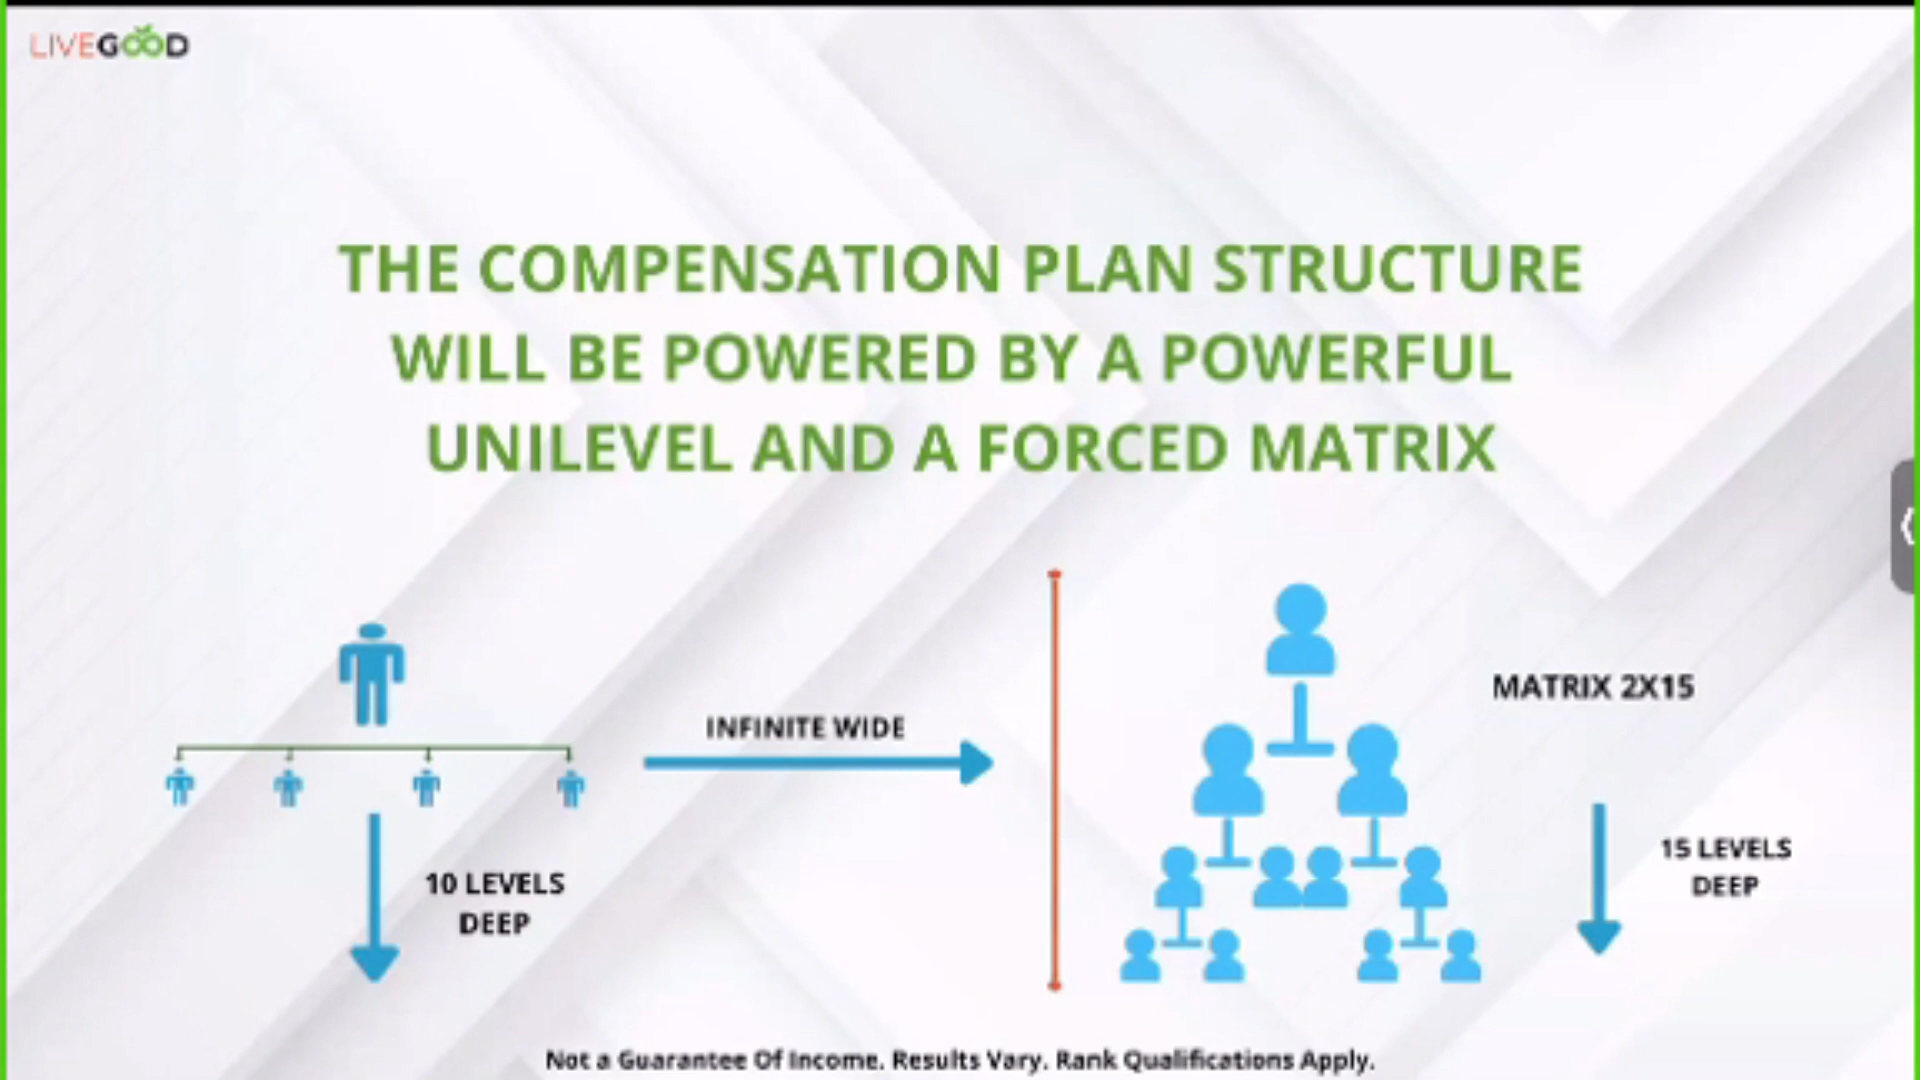 LIVEGOOD
THE COMPENSATION PLAN STRUCTURE
WILL BE POWERED BY A POWERFUL
UNILEVEL AND A FORCED MATRIX
INFINITE WIDE
10 LEVELS
DEEP
MATRIX 2X15
15 LEVELS
DEEP
Not a Guarantee Of Income. Results Vary. Rank Qualifications Apply.